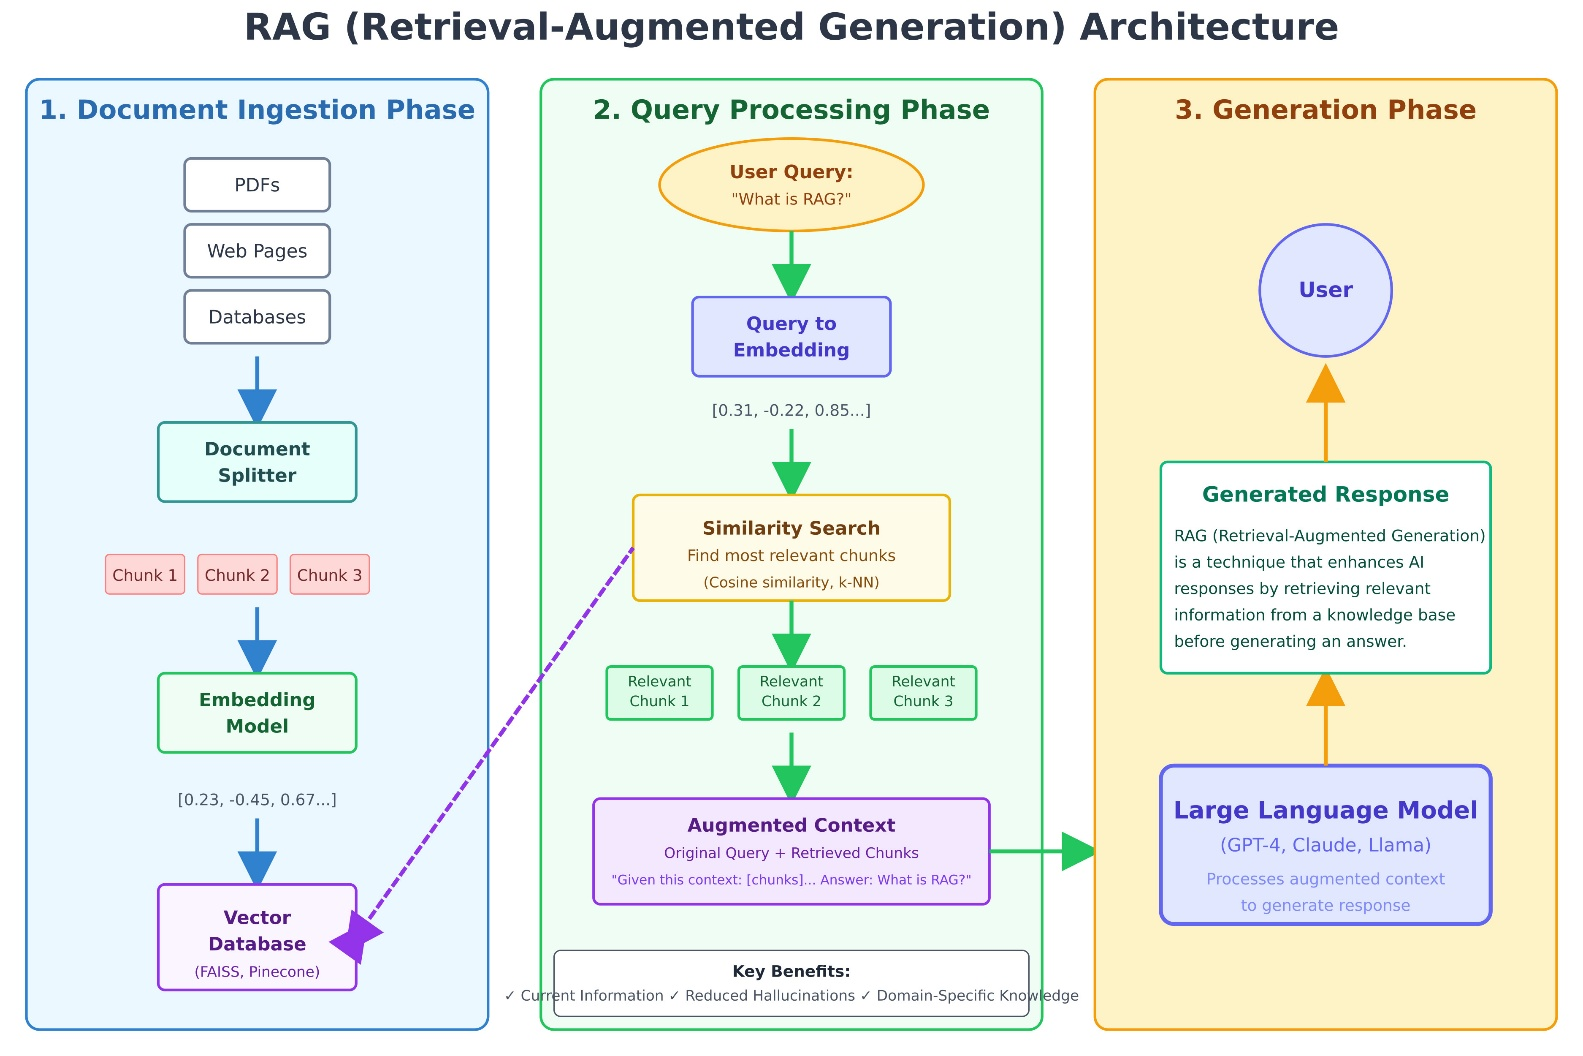 RAG (Retrieval-Augmented Generation) Architecture
1. Document Ingestion Phase
PDFs
Web Pages
Databases
Document
Splitter
Chunk 1
Chunk 2
Chunk 3
Embedding
Model
[0.23, -0.45, 0.67...]
Vector
Database
(FAISS, Pinecone)
2. Query Processing Phase
User Query:
"What is RAG?"
Query to
Embedding
[0.31, -0.22, 0.85...]
Similarity Search
Find most relevant chunks
(Cosine similarity, k-NN)
Relevant
Chunk 1
Relevant
Chunk 2
Relevant
Chunk 3
Augmented Context
Original Query + Retrieved Chunks
"Given this context: [chunks]... Answer: What is RAG?"
Key Benefits:
✓ Current Information ✓ Reduced Hallucinations ✓ Domain-Specific Knowledge
3. Generation Phase
User
Generated Response
RAG (Retrieval-Augmented Generation)
is a technique that enhances AI
responses by retrieving relevant
information from a knowledge base
before generating an answer.
Large Language Model
(GPT-4, Claude, Llama)
Processes augmented context
to generate response